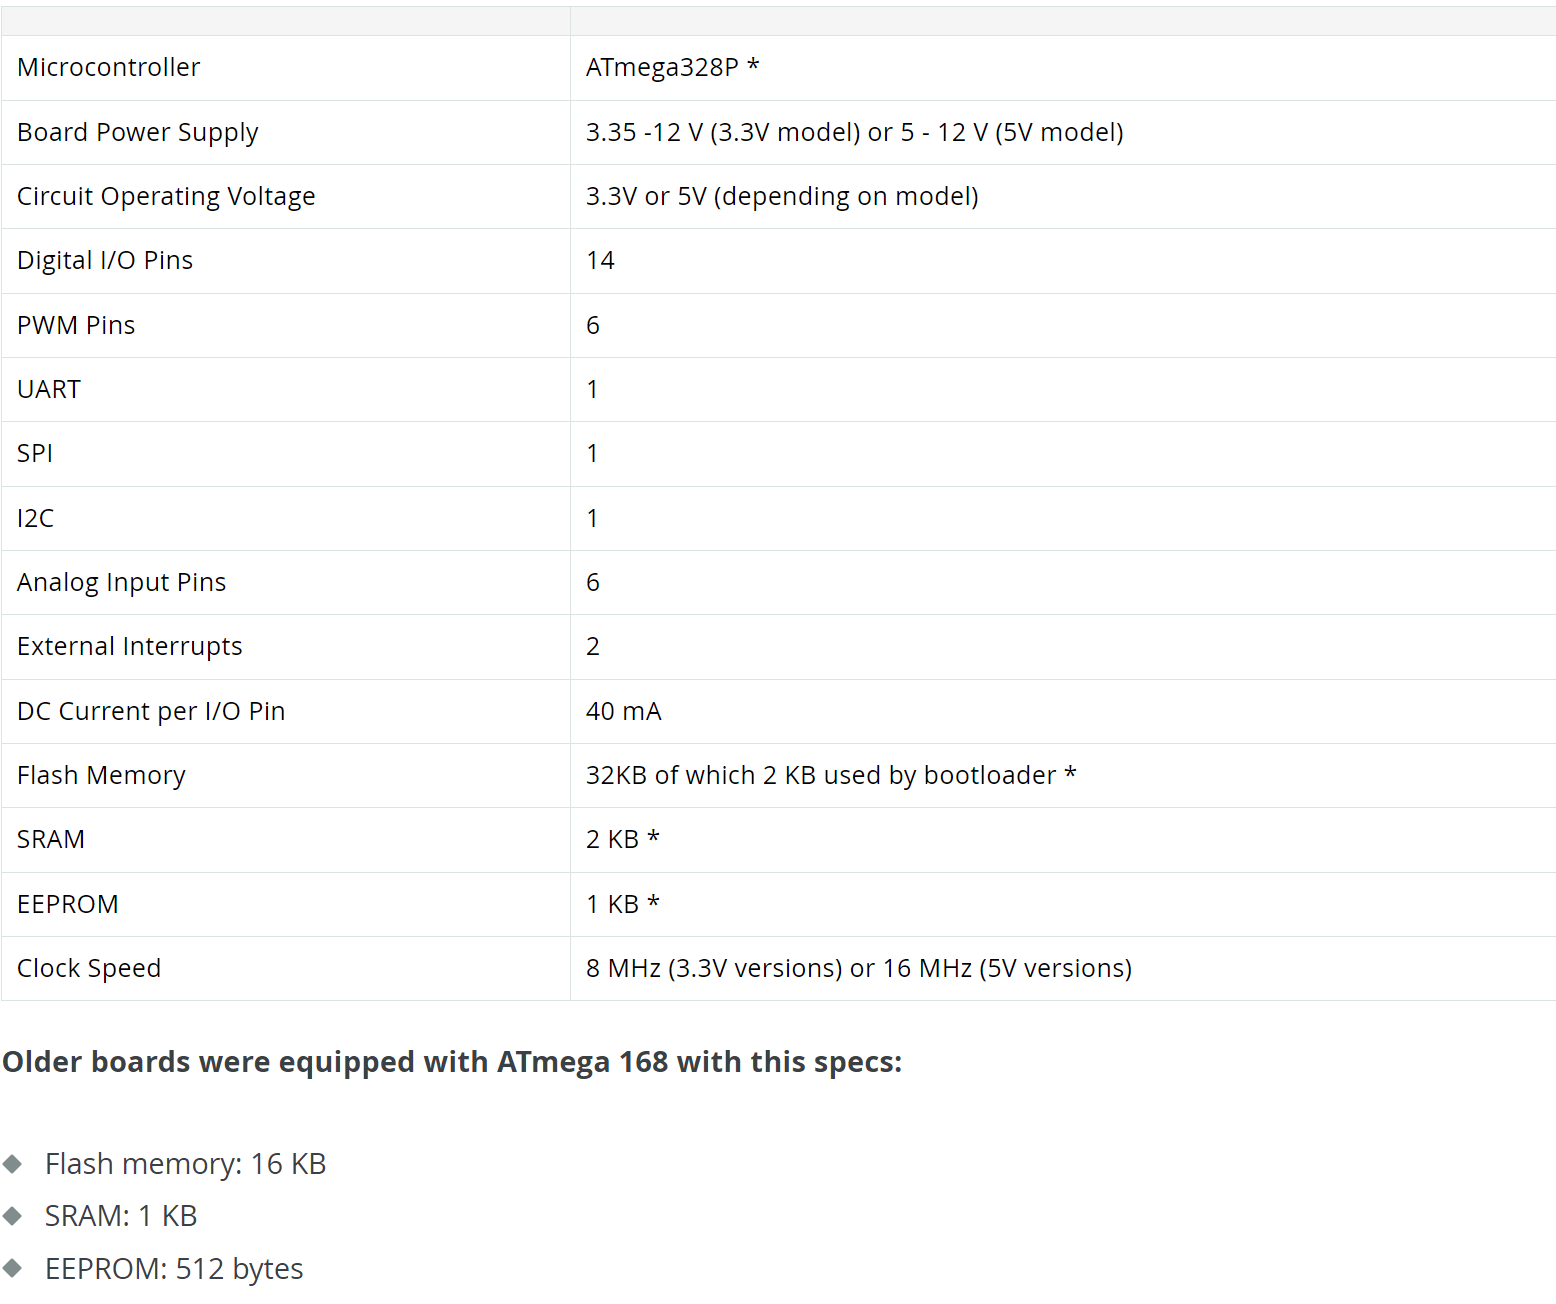 Microcontroller ATmega328P *
Board Power Supply 3.35 -12 V (3.3V model) or 5 - 12 V (5V model)
Circuit Operating Voltage 3.3V or 5V (depending on model)
Digital I/O Pins 14
PWM Pins 6
UART 1
SPI 1
I2C 1
Analog Input Pins 6
External Interrupts 2
DC Current per I/O Pin 40 mA
Flash Memory 32KB of which 2 KB used by bootloader *
SRAM 2 KB *
EEPROM 1 KB *
Clock Speed 8 MHz (3.3V versions) or 16 MHz (5V versions)
Older boards were equipped with ATmega 168 with this specs:
Flash memory: 16 KB
SRAM: 1 KB
EEPROM: 512 bytes